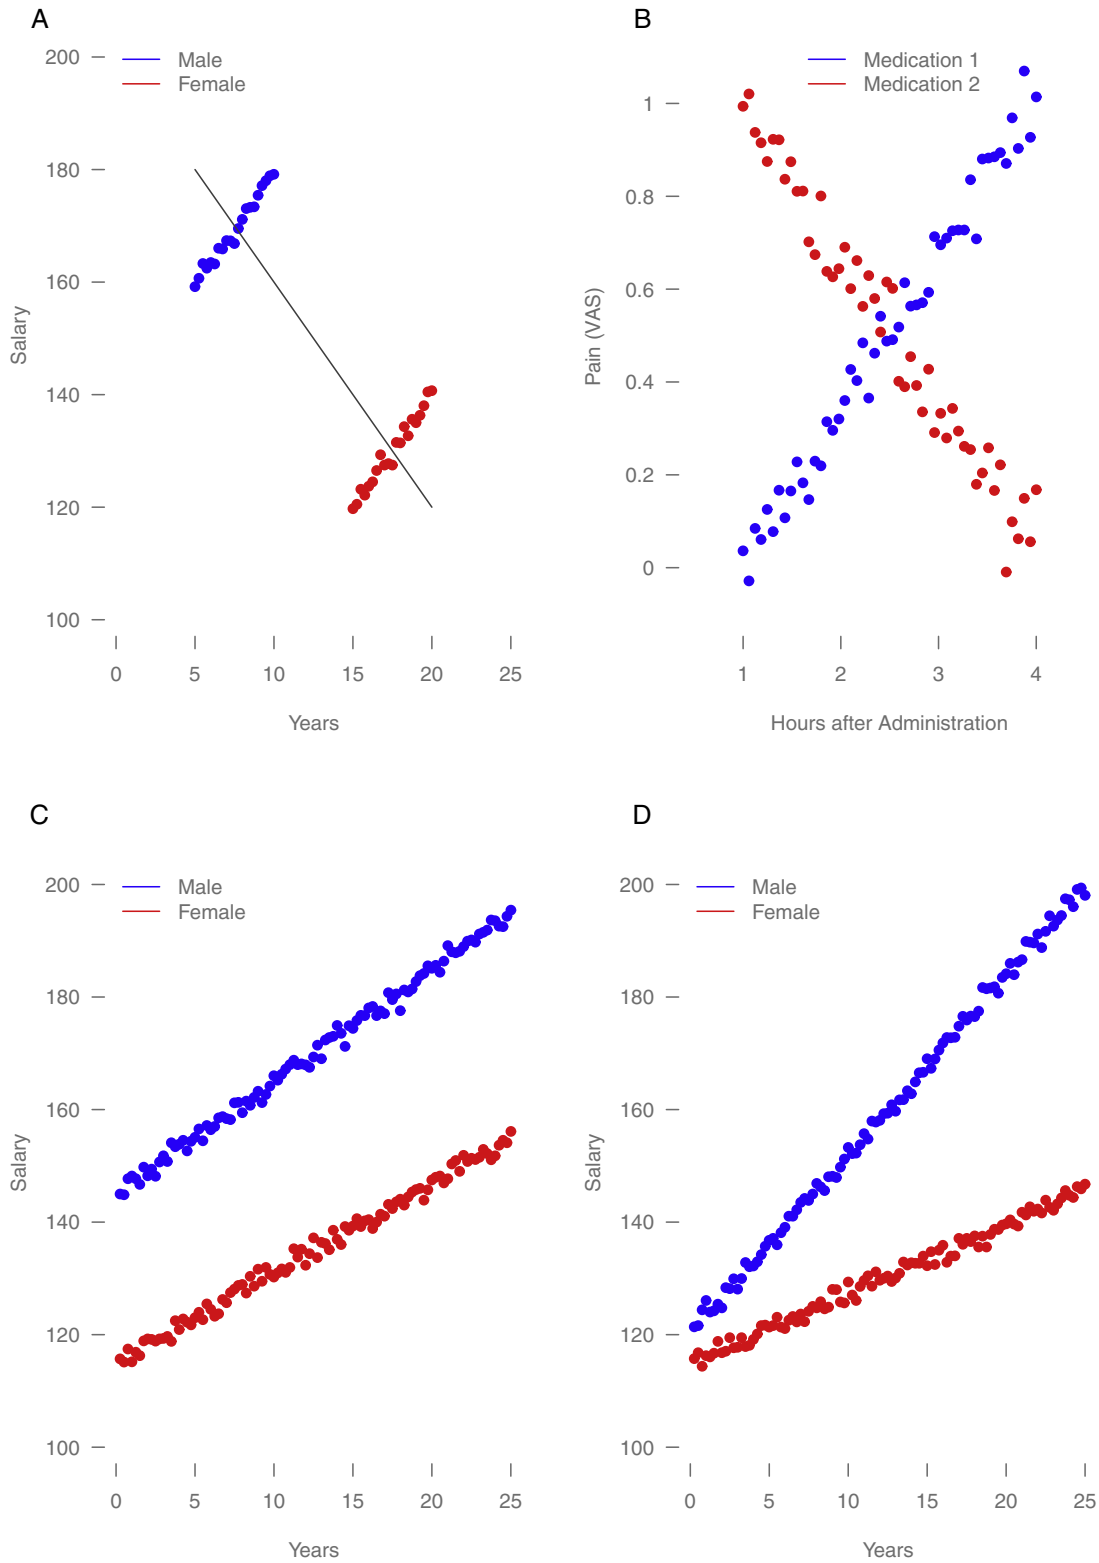 A
200
180
160
140
120
100
Salary
Male
Female
0 5 10 15 20 25
Years
B
1
0.8
0.6
0.4
0.2
0
Pain (VAS)
Medication 1
Medication 2
1 2 3 4
Hours after Administration
C
200
180
160
140
120
100
Salary
Male
Female
0 5 10 15 20 25
Years
D
200
180
160
140
120
100
Salary
Male
Female
0 5 10 15 20 25
Years